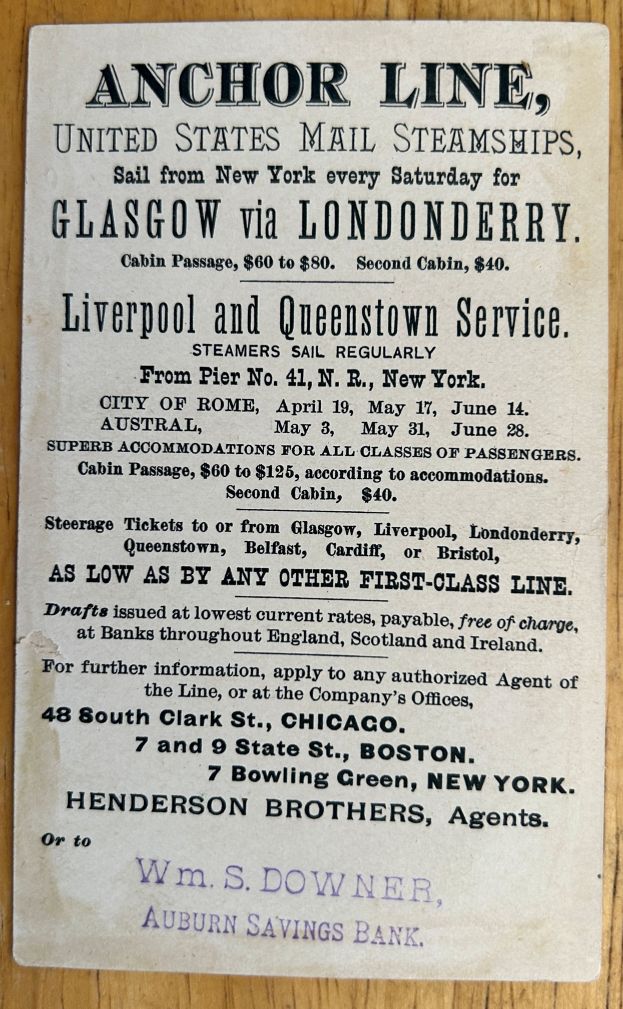 ANCHOR LINE,
UNITED STATES MAIL STEAMSHIPS,
Sail from New York every Saturday for
GLASGOW via LONDONDERRY.
Cabin Passage, $60 to $80. Second Cabin, $40.
Liverpool and Queenstown Service.
STEAMERS SAIL REGULARLY
From Pier No. 41, N. R., New York.
CITY OF ROME, April 19, May 17, June 14.
AUSTRAL, May 3, May 31, June 28.
SUPERB ACCOMMODATIONS FOR ALL CLASSES OF PASSENGERS.
Cabin Passage, $60 to $125, according to accommodations.
Second Cabin, $40.
Steerage Tickets to or from Glasgow, Liverpool, Londonderry,
Queenstown, Belfast, Cardiff, or Bristol,
AS LOW AS BY ANY OTHER FIRST-CLASS LINE.
Drafts issued at lowest current rates, payable, free of charge,
at Banks throughout England, Scotland and Ireland.
For further information, apply to any authorized Agent of
the Line, or at the Company's Offices,
48 South Clark St., CHICAGO.
7 and 9 State St., BOSTON.
7 Bowling Green, NEW YORK.
HENDERSON BROTHERS, Agents.
Or to
Wm. S. DOWNER,
AUBURN SAVINGS BANK.